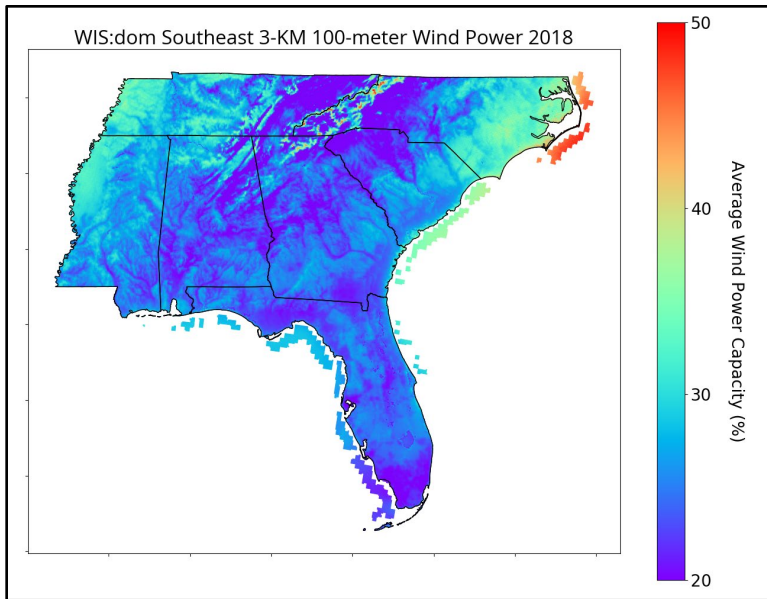 WIS:dom Southeast 3-KM 100-meter Wind Power 2018
50
40
30
20
Average Wind Power Capacity (%)